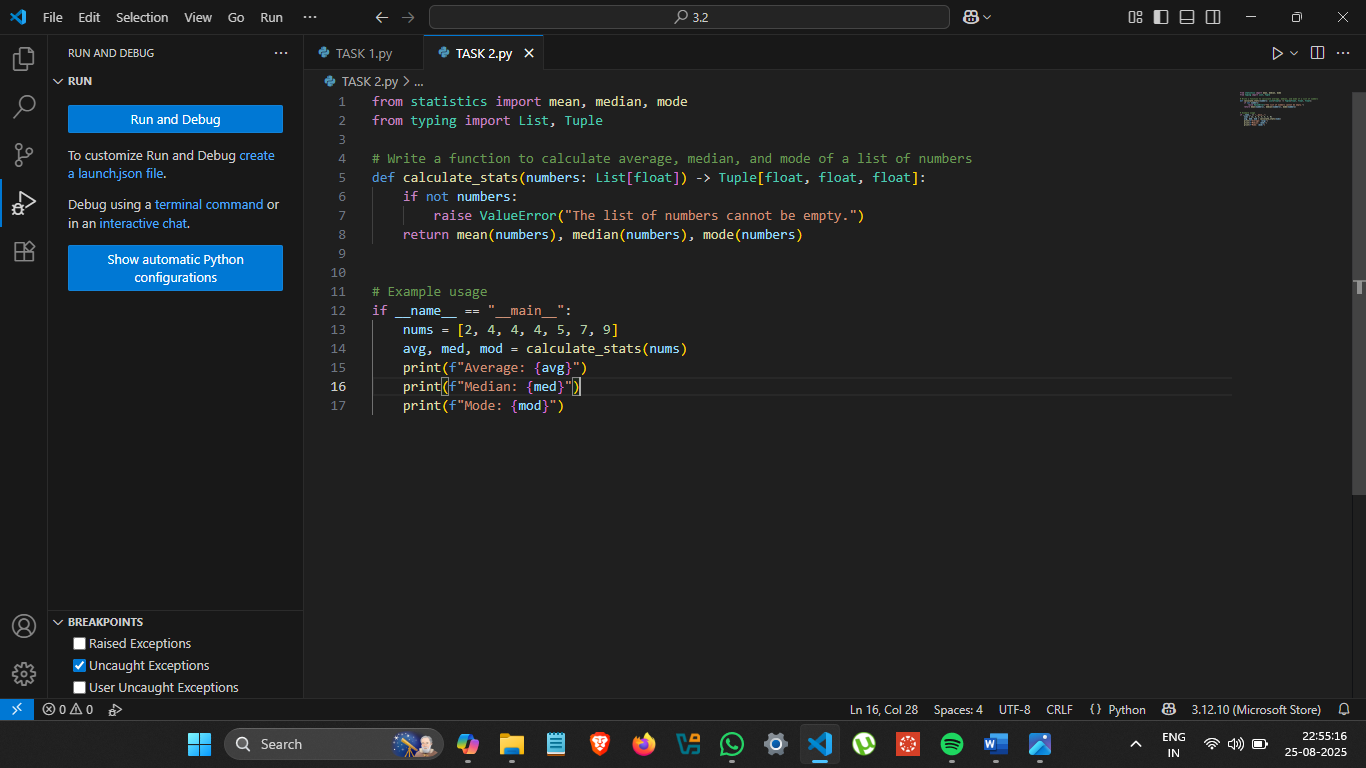 File Edit Selection View Go Run ···
3.2
RUN AND DEBUG ···
RUN
Run and Debug
To customize Run and Debug create
a launch.json file.
Debug using a terminal command or
in an interactive chat.
Show automatic Python
configurations
BREAKPOINTS
Raised Exceptions
Uncaught Exceptions
User Uncaught Exceptions
TASK 1.py TASK 2.py
TASK 2.py > ...
1 from statistics import mean, median, mode
2 from typing import List, Tuple
3
4 # Write a function to calculate average, median, and mode of a list of numbers
5 def calculate_stats(numbers: List[float]) -> Tuple[float, float, float]:
6     if not numbers:
7         raise ValueError("The list of numbers cannot be empty.")
8     return mean(numbers), median(numbers), mode(numbers)
9
10
11 # Example usage
12 if __name__ == "__main__":
13     nums = [2, 4, 4, 4, 5, 7, 9]
14     avg, med, mod = calculate_stats(nums)
15     print(f"Average: {avg}")
16     print(f"Median: {med}")
17     print(f"Mode: {mod}")
0 0 Ln 16, Col 28 Spaces: 4 UTF-8 CRLF {} Python 3.12.10 (Microsoft Store)
Search
ENG
IN
22:55:16
25-08-2025